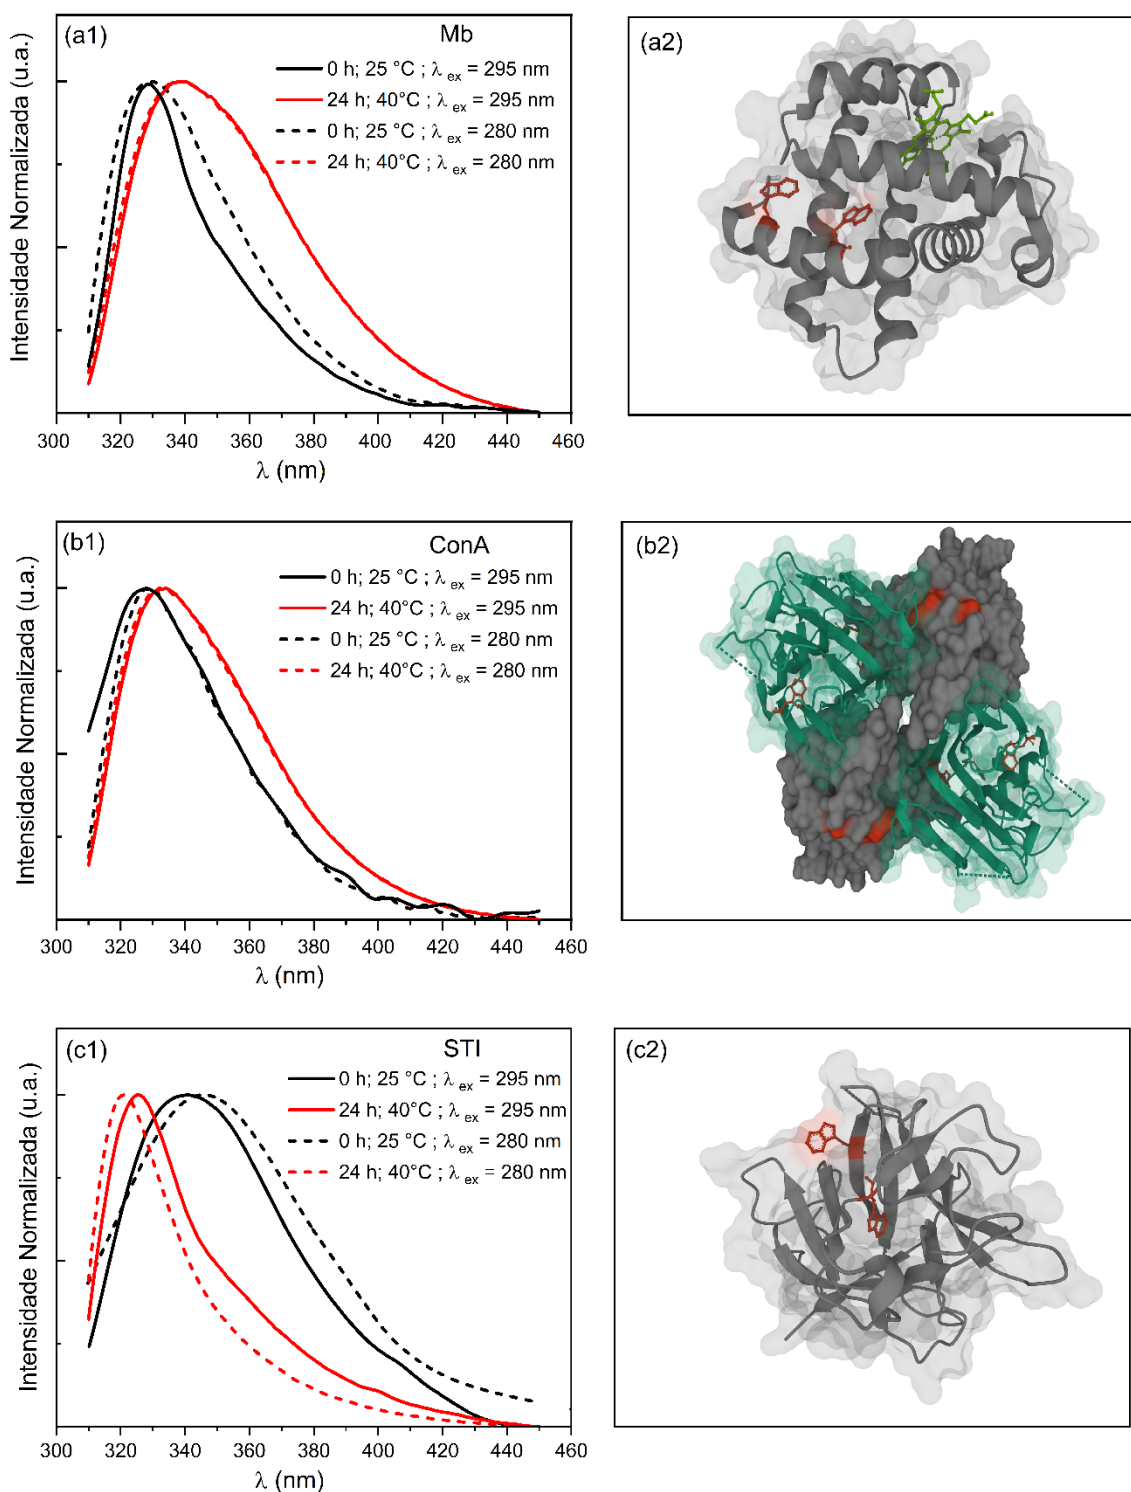 (a1)
Mb
0 h; 25 °C ; λ ex = 295 nm
24 h; 40°C ; λ ex = 295 nm
0 h; 25 °C ; λ ex = 280 nm
24 h; 40°C ; λ ex = 280 nm
Intensidade Normalizada (u.a.)
300 320 340 360 380 400 420 440 460
λ (nm)
(a2)
(b1)
ConA
0 h; 25 °C ; λ ex = 295 nm
24 h; 40°C ; λ ex = 295 nm
0 h; 25 °C ; λ ex = 280 nm
24 h; 40°C ; λ ex = 280 nm
Intensidade Normalizada (u.a.)
300 320 340 360 380 400 420 440 460
λ (nm)
(b2)
(c1)
STI
0 h; 25 °C ; λ ex = 295 nm
24 h; 40°C ; λ ex = 295 nm
0 h; 25 °C ; λ ex = 280 nm
24 h; 40°C ; λ ex = 280 nm
Intensidade Normalizada (u.a.)
300 320 340 360 380 400 420 440 460
λ (nm)
(c2)